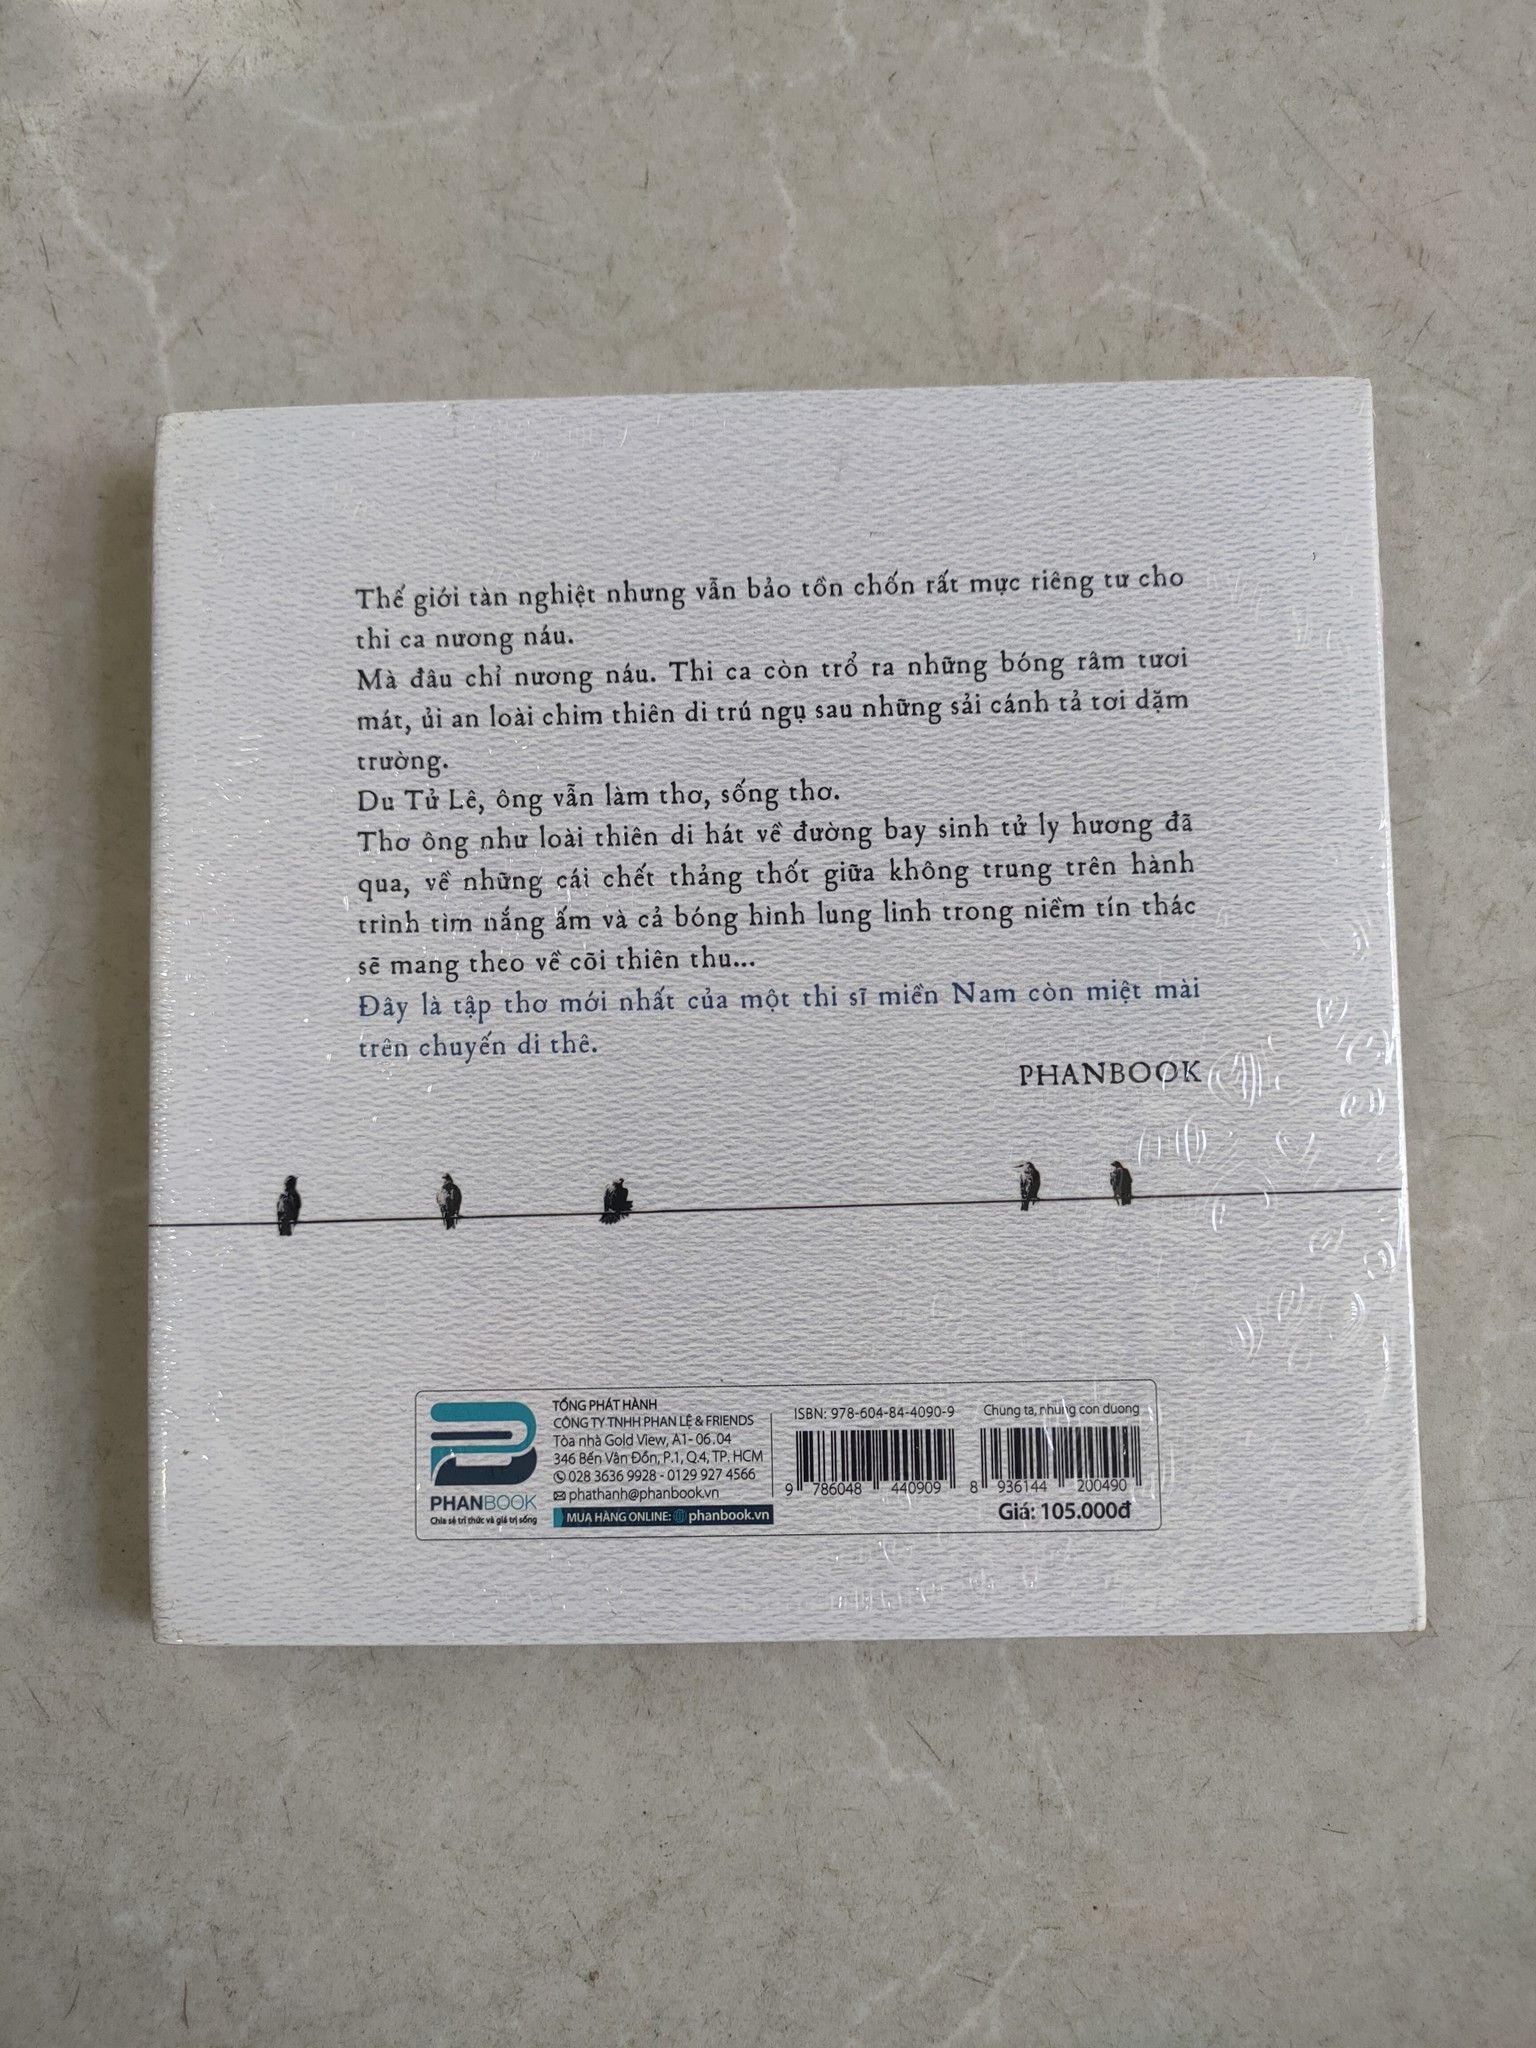 Thế giới tàn nghiệt nhưng vẫn bảo tồn chốn rất mực riêng tư cho
thi ca nương náu.
Mà đâu chỉ nương náu. Thi ca còn trổ ra những bóng râm tươi
mát, ủi an loài chim thiên di trú ngụ sau những sải cánh tả tơi dặm
trường.
Du Tử Lê, ông vẫn làm thơ, sống thơ.
Thơ ông như loài thiên di hát về đường bay sinh tử ly hương đã
qua, về những cái chết thảng thốt giữa không trung trên hành
trình tìm nắng ấm và cả bóng hình lung linh trong niềm tín thác
sẽ mang theo về cõi thiên thu...
Đây là tập thơ mới nhất của một thi sĩ miền Nam còn miệt mài
trên chuyến di thê.
PHANBOOK
TỔNG PHÁT HÀNH
CÔNG TY TNHH PHAN LỆ & FRIENDS
Tòa nhà Gold View, A1- 06.04
346 Bến Vân Đồn, P.1, Q.4, TP. HCM
028 3636 9928 - 0129 927 4566
phathanh@phanbook.vn
MUA HÀNG ONLINE: phanbook.vn
PHANBOOK
Chia sẻ tri thức và giá trị sống
ISBN: 978-604-84-4090-9
9 786048 440909
Chung ta, nhung con duong
8 936144 200490
Giá: 105.000đ